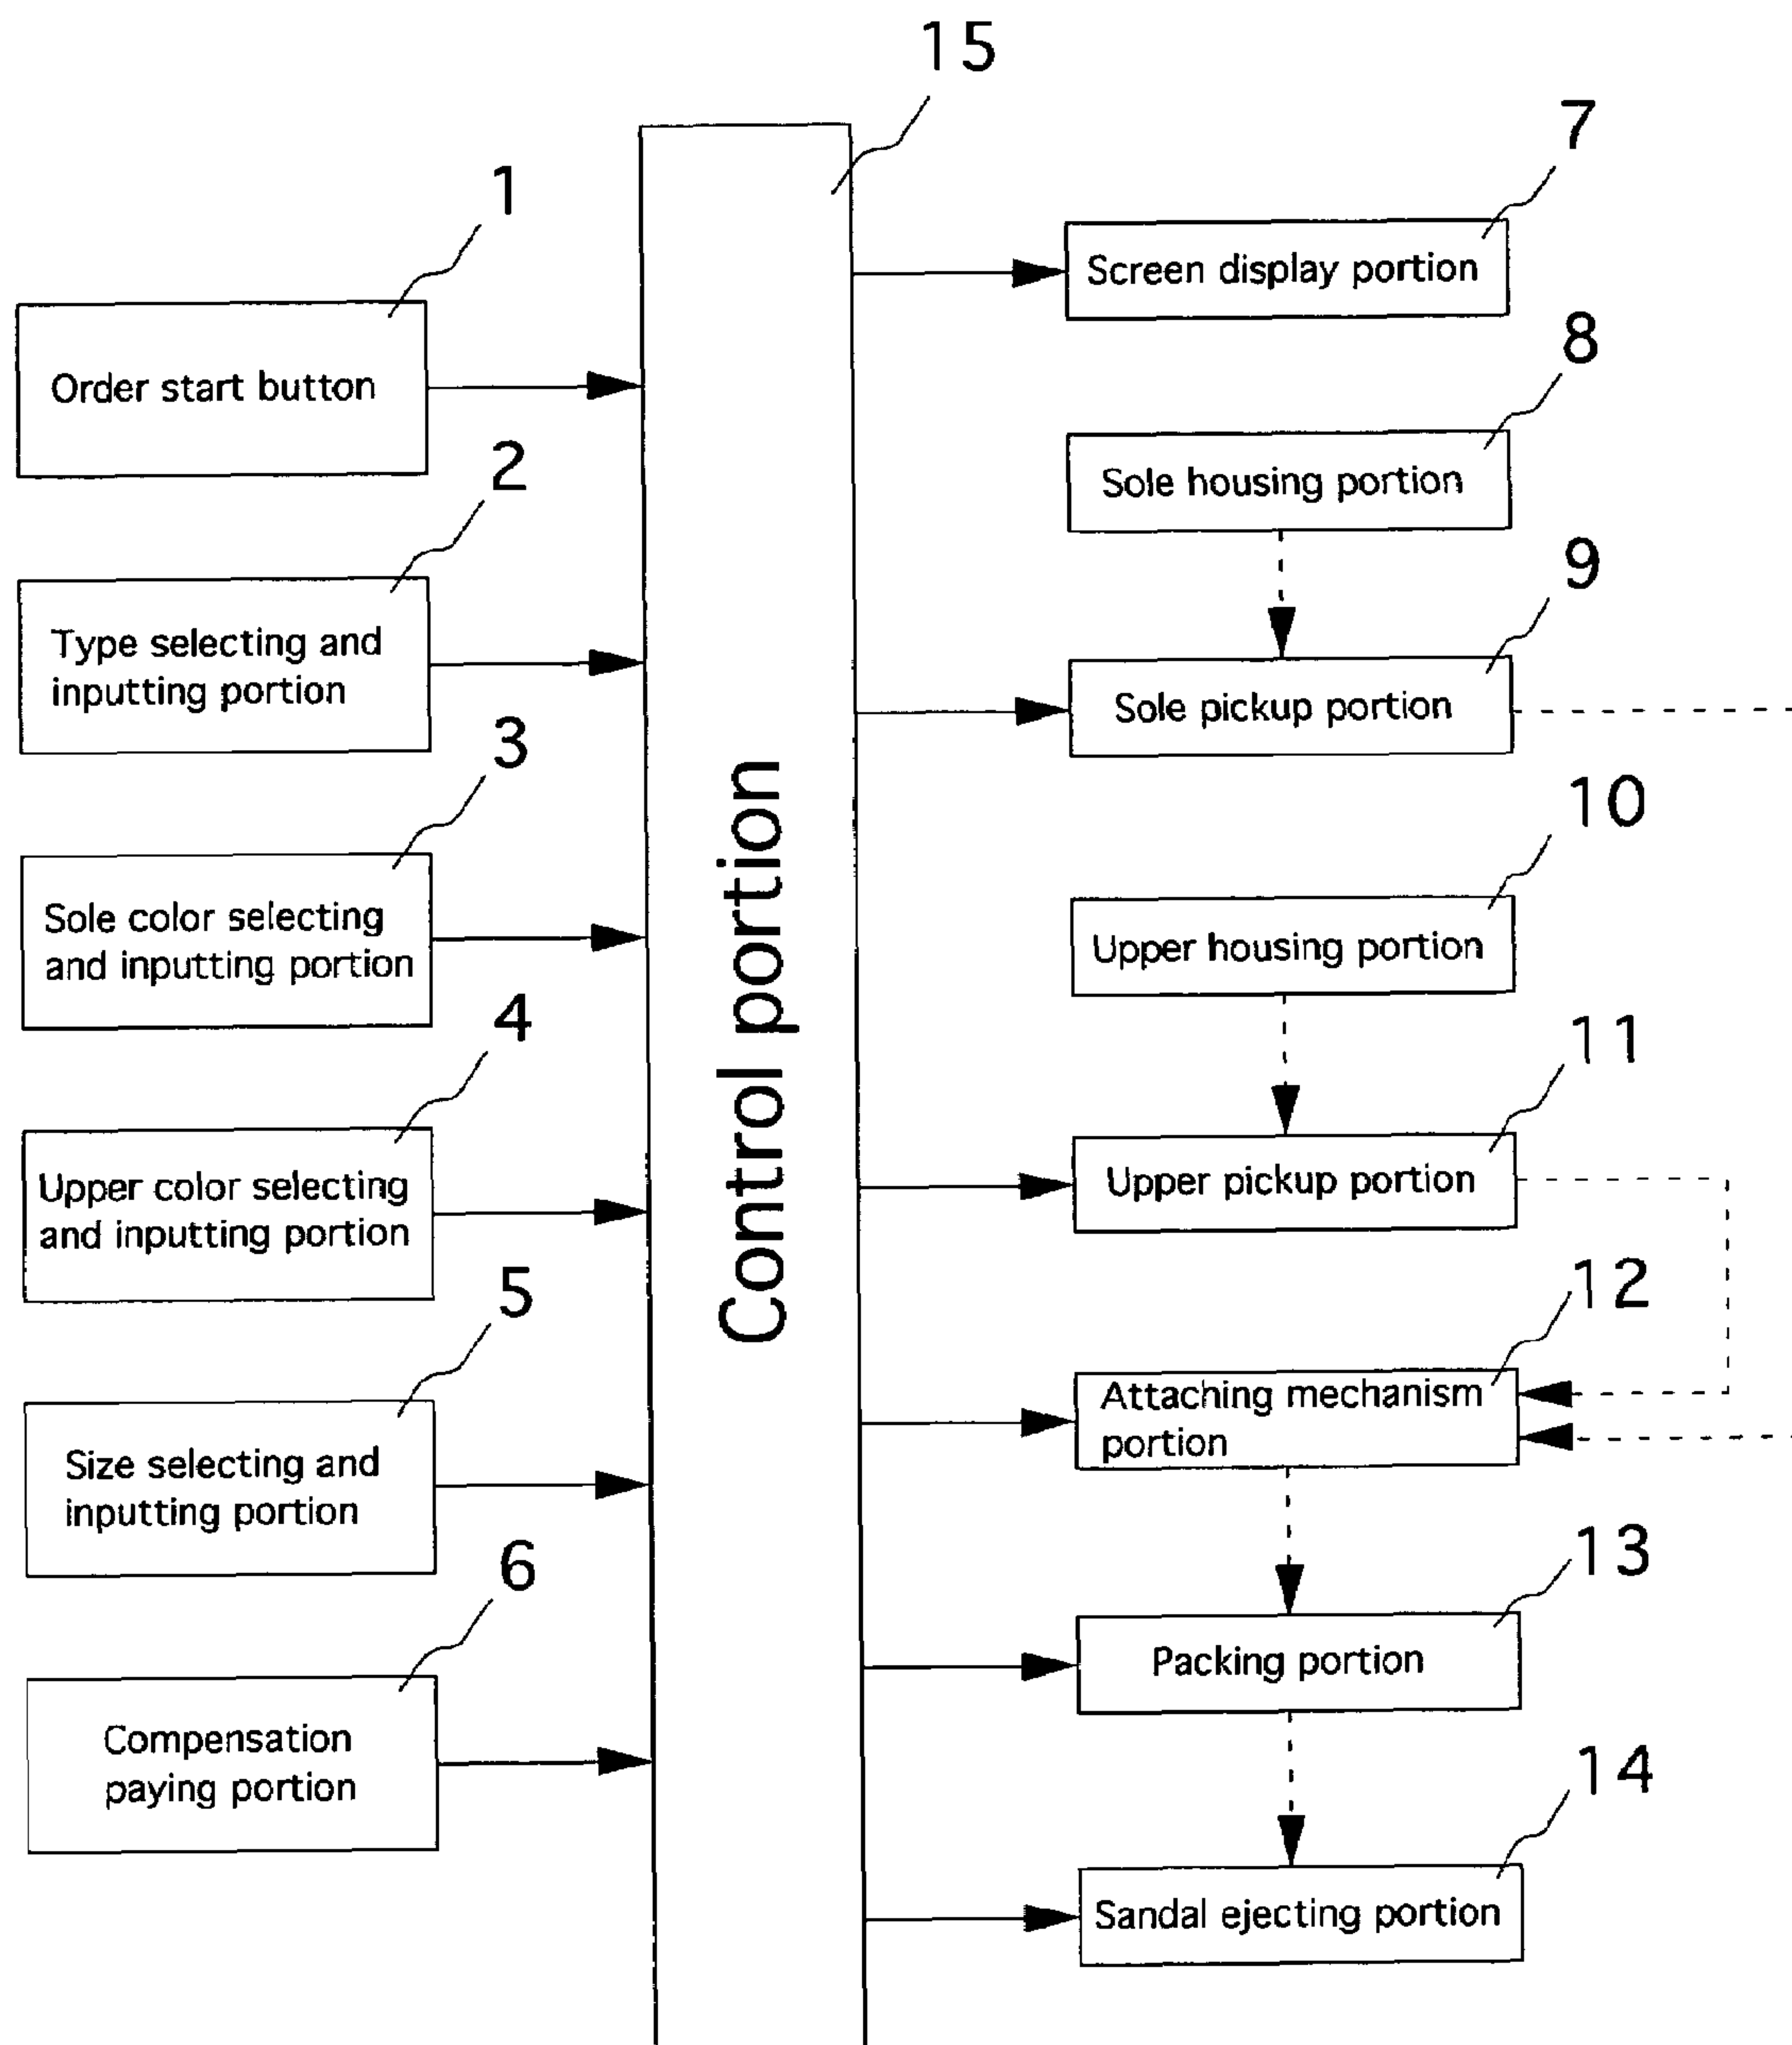 15
1
Order start button
2
Type selecting and
inputting portion
3
Sole color selecting
and inputting portion
4
Upper color selecting
and inputting portion
5
Size selecting and
inputting portion
6
Compensation
paying portion
Control portion
7
Screen display portion
8
Sole housing portion
9
Sole pickup portion
10
Upper housing portion
11
Upper pickup portion
12
Attaching mechanism
portion
13
Packing portion
14
Sandal ejecting portion